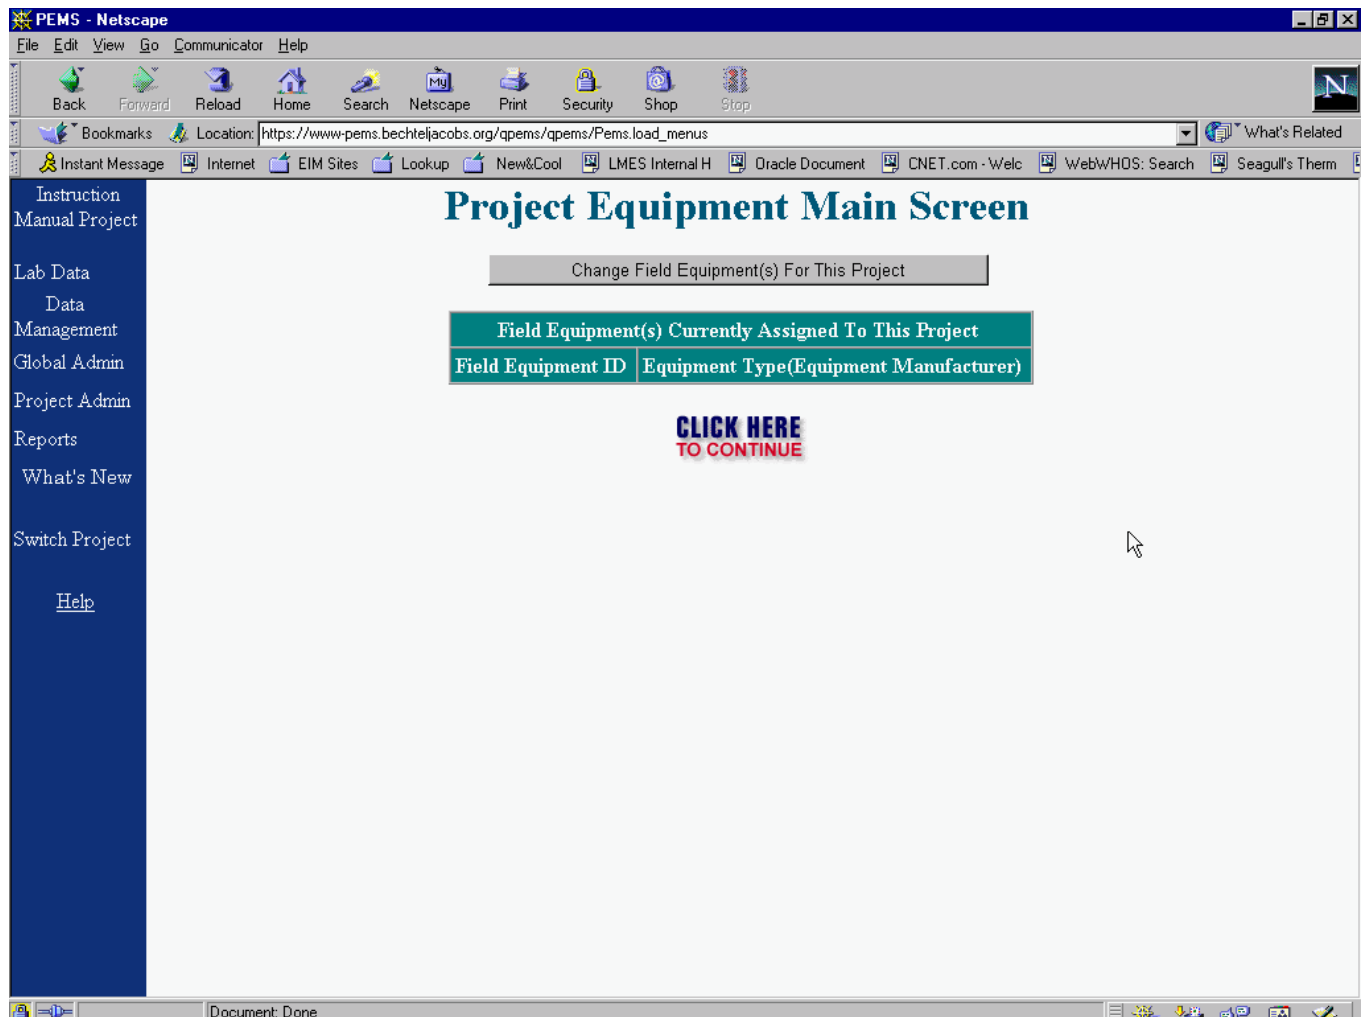 PEMS - Netscape
File Edit View Go Communicator Help
Back Forward Reload Home Search Netscape Print Security Shop Stop
My
N
Bookmarks Location: https://www-pems.bechteljacobs.org/qpems/qpems/Pems.load_menus What's Related
Instant Message Internet EIM Sites Lookup New&Cool LMES Internal H Oracle Document CNET.com - Welc WebWHOS: Search Seagull's Therm
Instruction
Manual Project
Lab Data
Data
Management
Global Admin
Project Admin
Reports
What's New
Switch Project
Help
Project Equipment Main Screen
Change Field Equipment(s) For This Project
Field Equipment(s) Currently Assigned To This Project
Field Equipment ID Equipment Type(Equipment Manufacturer)
CLICK HERE
TO CONTINUE
Document: Done